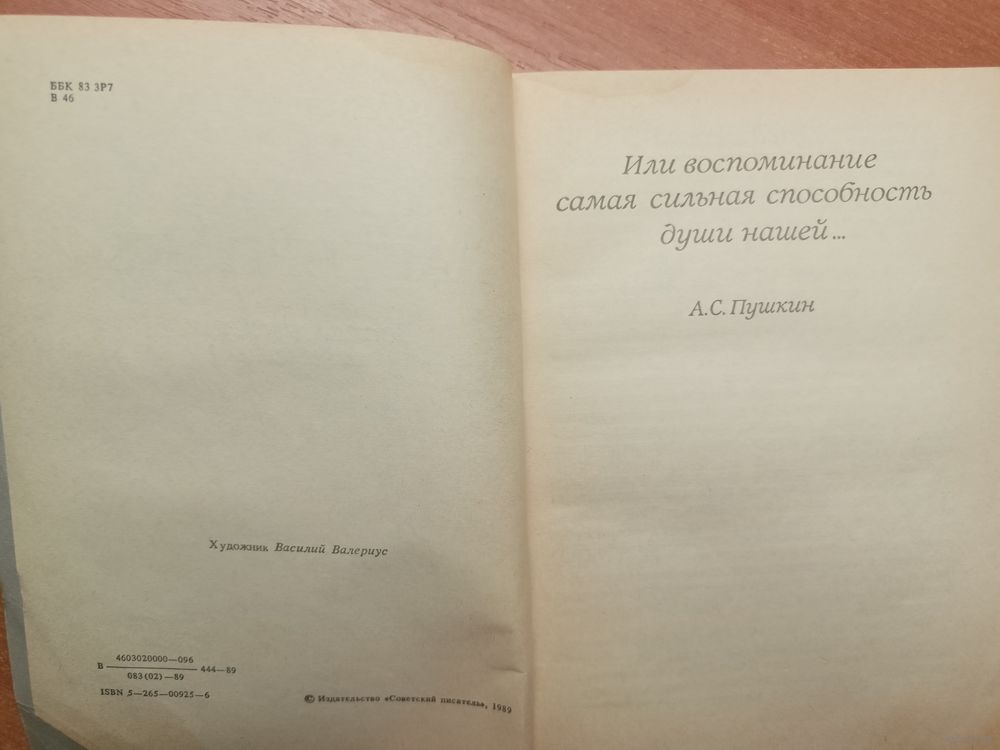 ББК 83 3Р7
В 46
Художник Василий Валериус
4603020000—096
В 444—89
083(02)—89
ISBN 5—265—00925—6
© Издательство «Советский писатель», 1989
Или воспоминание
самая сильная способность
души нашей...
А.С.Пушкин